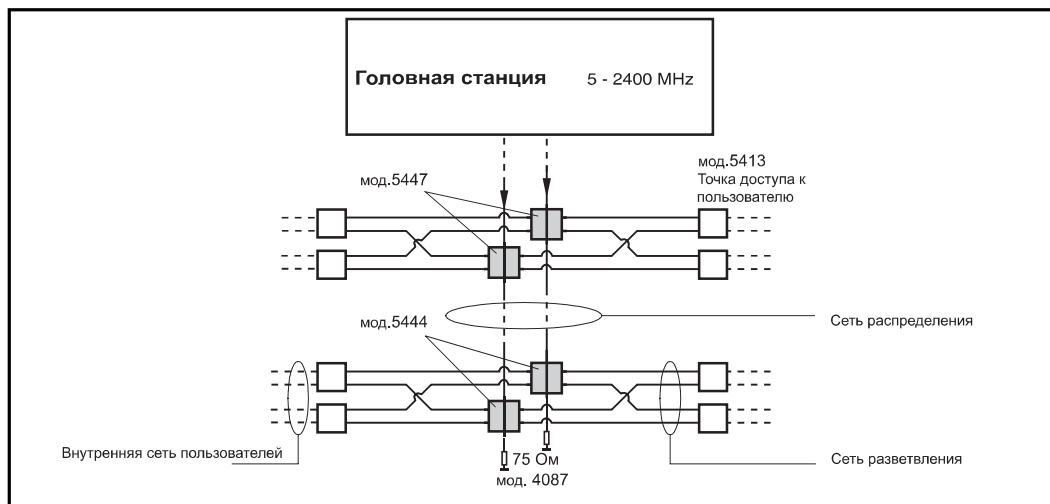 Головная станция 5 - 2400 MHz
мод.5413
Точка доступа к
пользователю
мод.5447
Сеть распределения
мод.5444
Внутренняя сеть пользователей
75 Ом
мод. 4087
Сеть разветвления